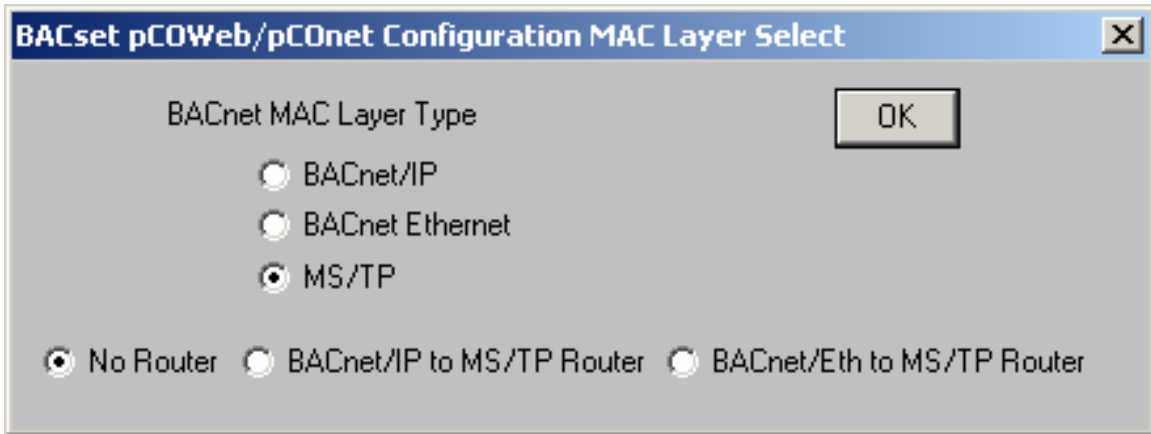 BACset pCOWeb/pCOnet Configuration MAC Layer Select
BACnet MAC Layer Type
OK
BACnet/IP
BACnet Ethernet
MS/TP
No Router BACnet/IP to MS/TP Router BACnet/Eth to MS/TP Router